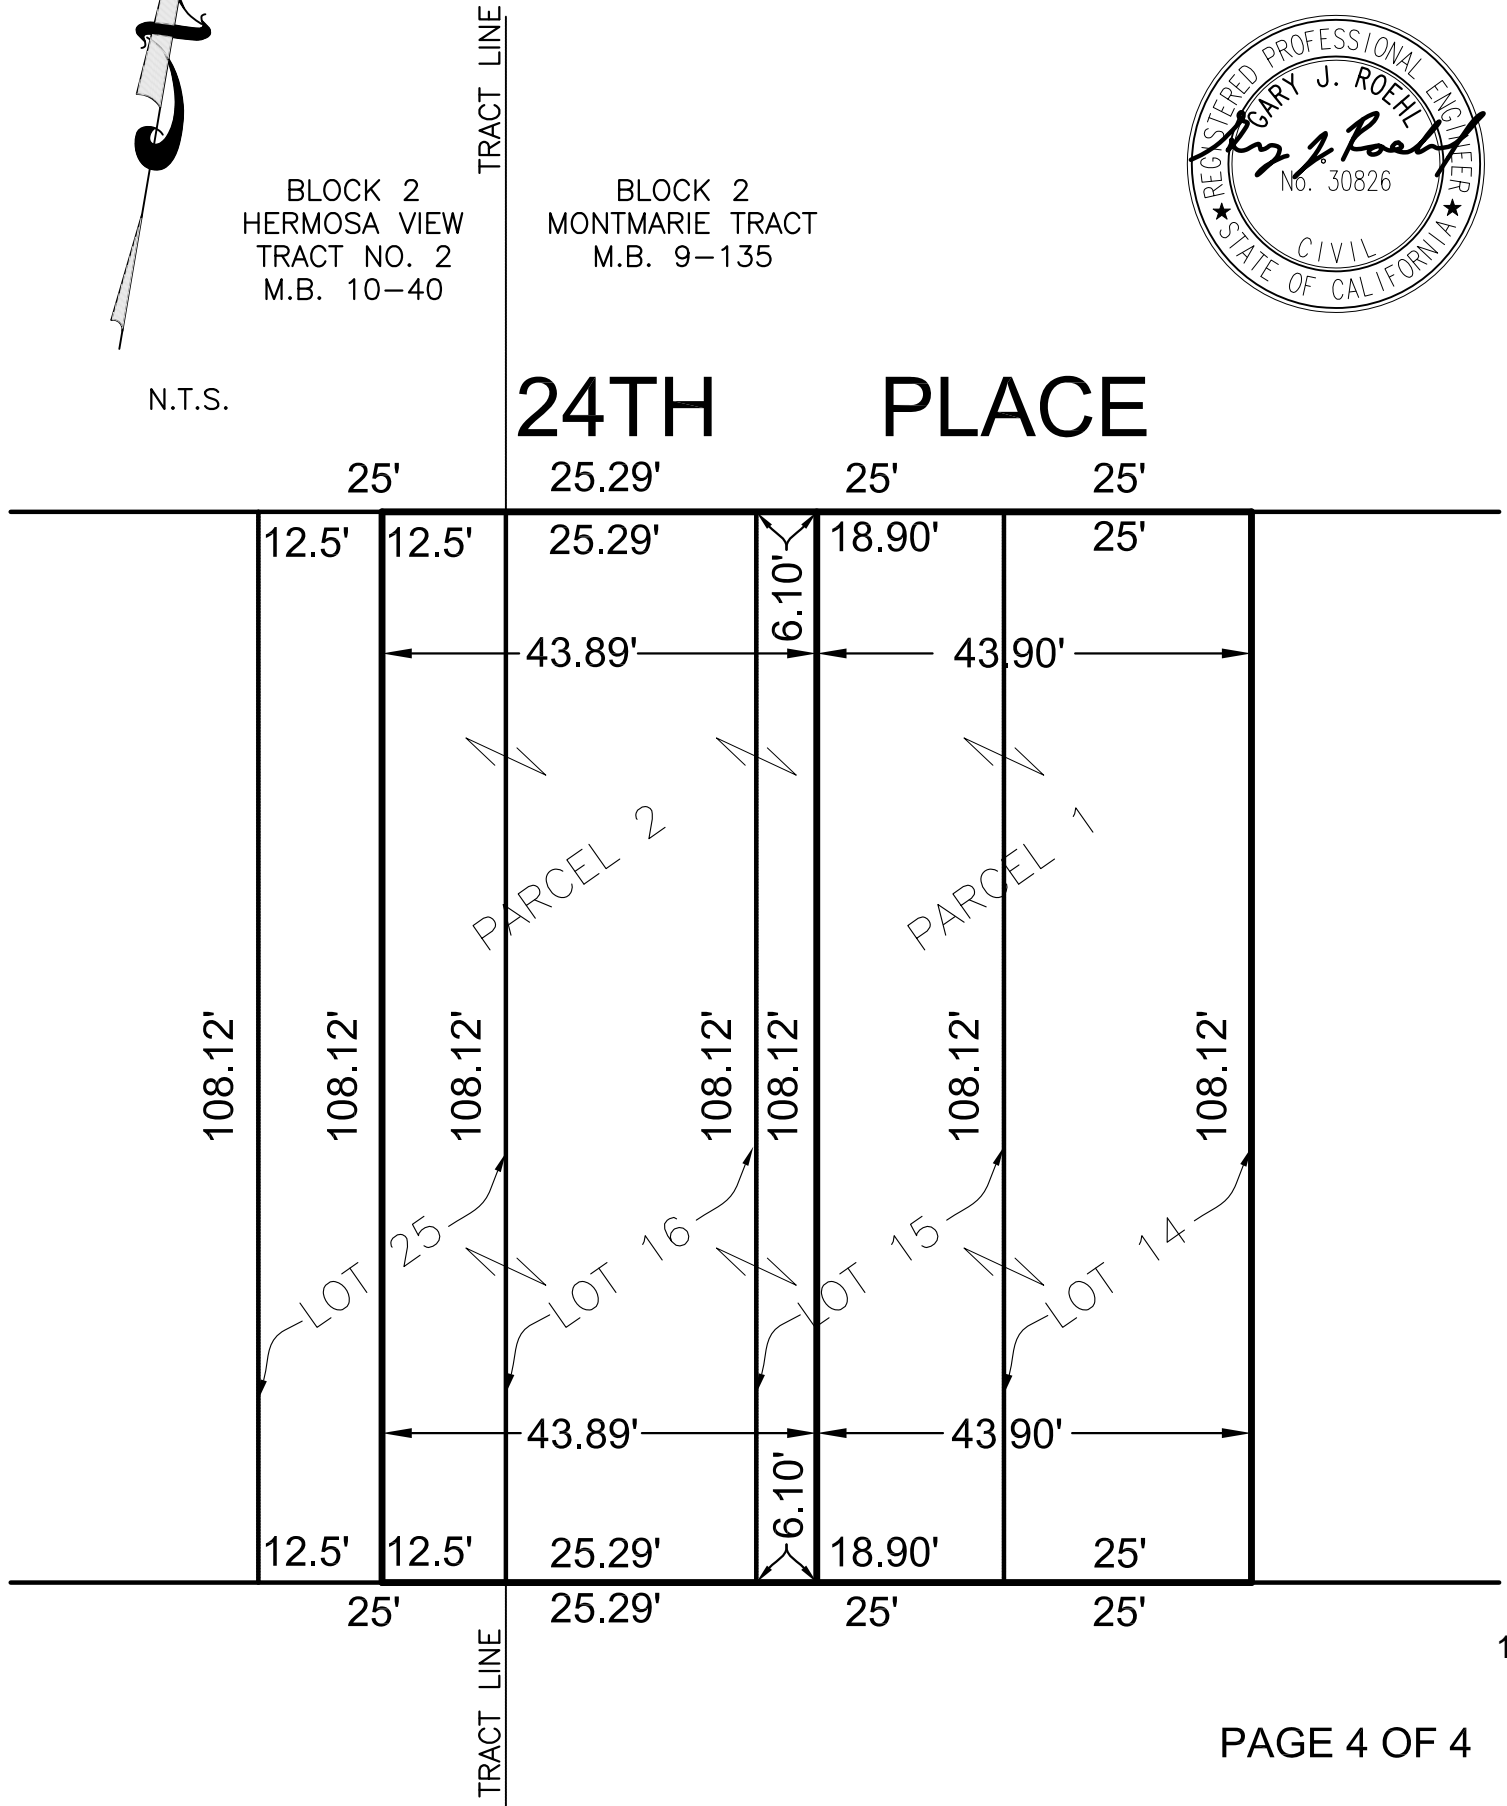 TRACT LINE
REGISTERED PROFESSIONAL ENGINEER
GARY J. ROEHL
Gary J. Roehl
No. 30826
CIVIL
★ STATE OF CALIFORNIA ★
BLOCK 2
HERMOSA VIEW
TRACT NO. 2
M.B. 10-40
BLOCK 2
MONTMARIE TRACT
M.B. 9-135
N.T.S.
24TH PLACE
25' 25.29' 25' 25'
12.5' 12.5' 25.29' 6.10' 18.90' 25'
43.89' 43.90'
PARCEL 2 PARCEL 1
108.12' 108.12' 108.12' 108.12' 108.12' 108.12' 108.12'
LOT 25 LOT 16 LOT 15 LOT 14
43.89' 43.90'
12.5' 12.5' 25.29' 6.10' 18.90' 25'
25' 25.29' 25' 25'
TRACT LINE
1
PAGE 4 OF 4